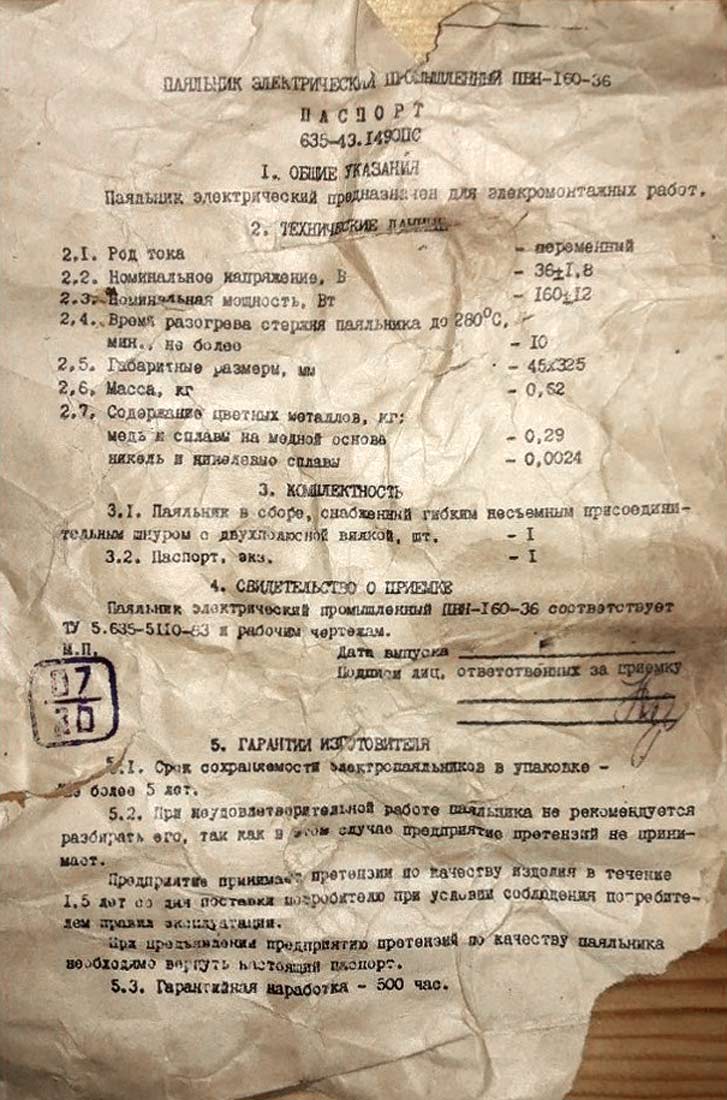 ПАЯЛЬНИК ЭЛЕКТРИЧЕСКИЙ ПРОМЫШЛЕННЫЙ ПВН-160-36
ПАСПОРТ
635-43.1490ПС
I. ОБЩИЕ УКАЗАНИЯ
Паяльник электрический предназначен для элекромонтажных работ.
2. ТЕХНИЧЕСКИЕ ДАННЫЕ
2.1. Род тока - переменный
2.2. Номинальное напряжение, В - 36±1,8
2.3. Номинальная мощность, Вт - 160±12
2.4. Время разогрева стержня паяльника до 280°С,
мин., не более - 10
2.5. Габаритные размеры, мм - 45х325
2.6. Масса, кг - 0,62
2.7. Содержание цветных металлов, кг:
медь и сплавы на медной основе - 0,29
никель и никелевые сплавы - 0,0024
3. КОМПЛЕКТНОСТЬ
3.1. Паяльник в сборе, снабженный гибким несъемным присоедини-
тельным шнуром с двухполюсной вилкой, шт. - I
3.2. Паспорт, экз. - I
4. СВИДЕТЕЛЬСТВО О ПРИЕМКЕ
Паяльник электрический промышленный ПВН-160-36 соответствует
ТУ 5.635-5110-83 и рабочим чертежам.
М.П. Дата выпуска
Подписи лиц, ответственных за приемку
07
5. ГАРАНТИИ ИЗГОТОВИТЕЛЯ
5.1. Срок сохраняемости электропаяльников в упаковке -
не более 5 лет.
5.2. При неудовлетворительной работе паяльника не рекомендуется
разбирать его, так как в этом случае предприятие претензий не прини-
мает.
Предприятие принимает претензии по качеству изделия в течение
1,5 лет со дня поставки потребителю при условии соблюдения потребите-
лем правил эксплуатации.
При предъявлении предприятию претензий по качеству паяльника
необходимо вернуть настоящий паспорт.
5.3. Гарантийная наработка - 500 час.